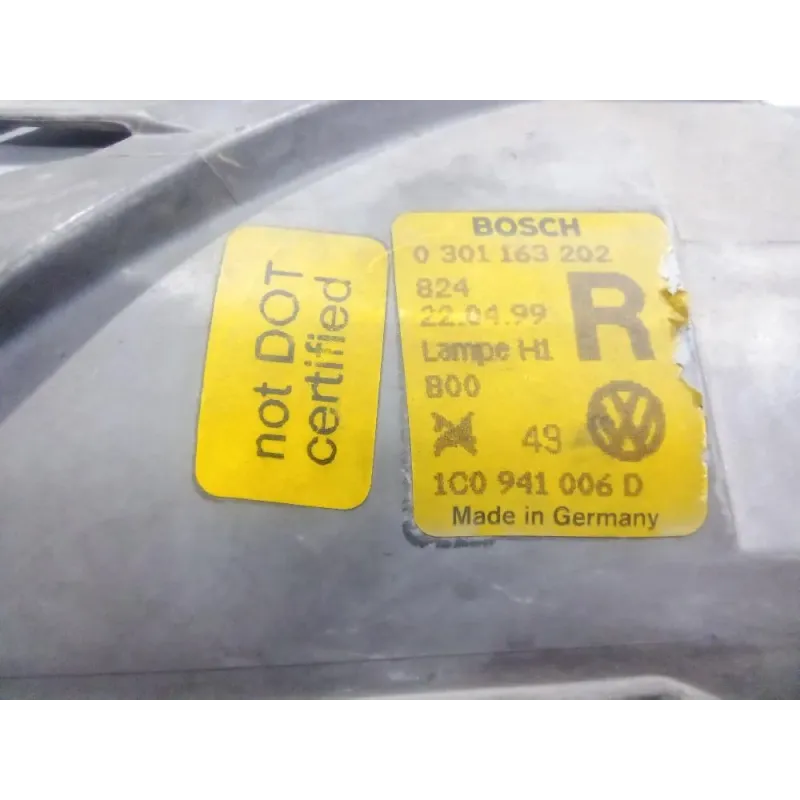 not DOT
certified
BOSCH
0 301 163 202
824
R
22.04.99
Lampe H1
B00
49
1C0 941 006 D
Made in Germany